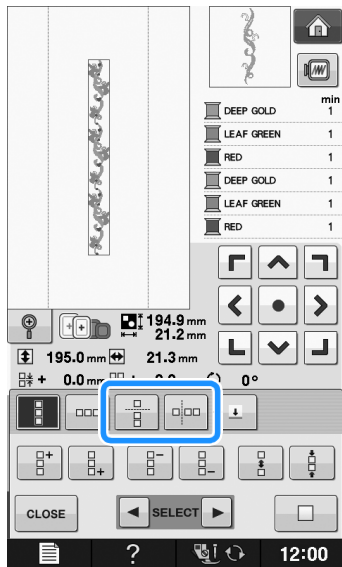 min
DEEP GOLD 1
LEAF GREEN 1
RED 1
DEEP GOLD 1
LEAF GREEN 1
RED 1
194.9 mm
21.2 mm
195.0 mm 21.3 mm
+ 0.0 mm + 0° 
CLOSE SELECT
? 12:00